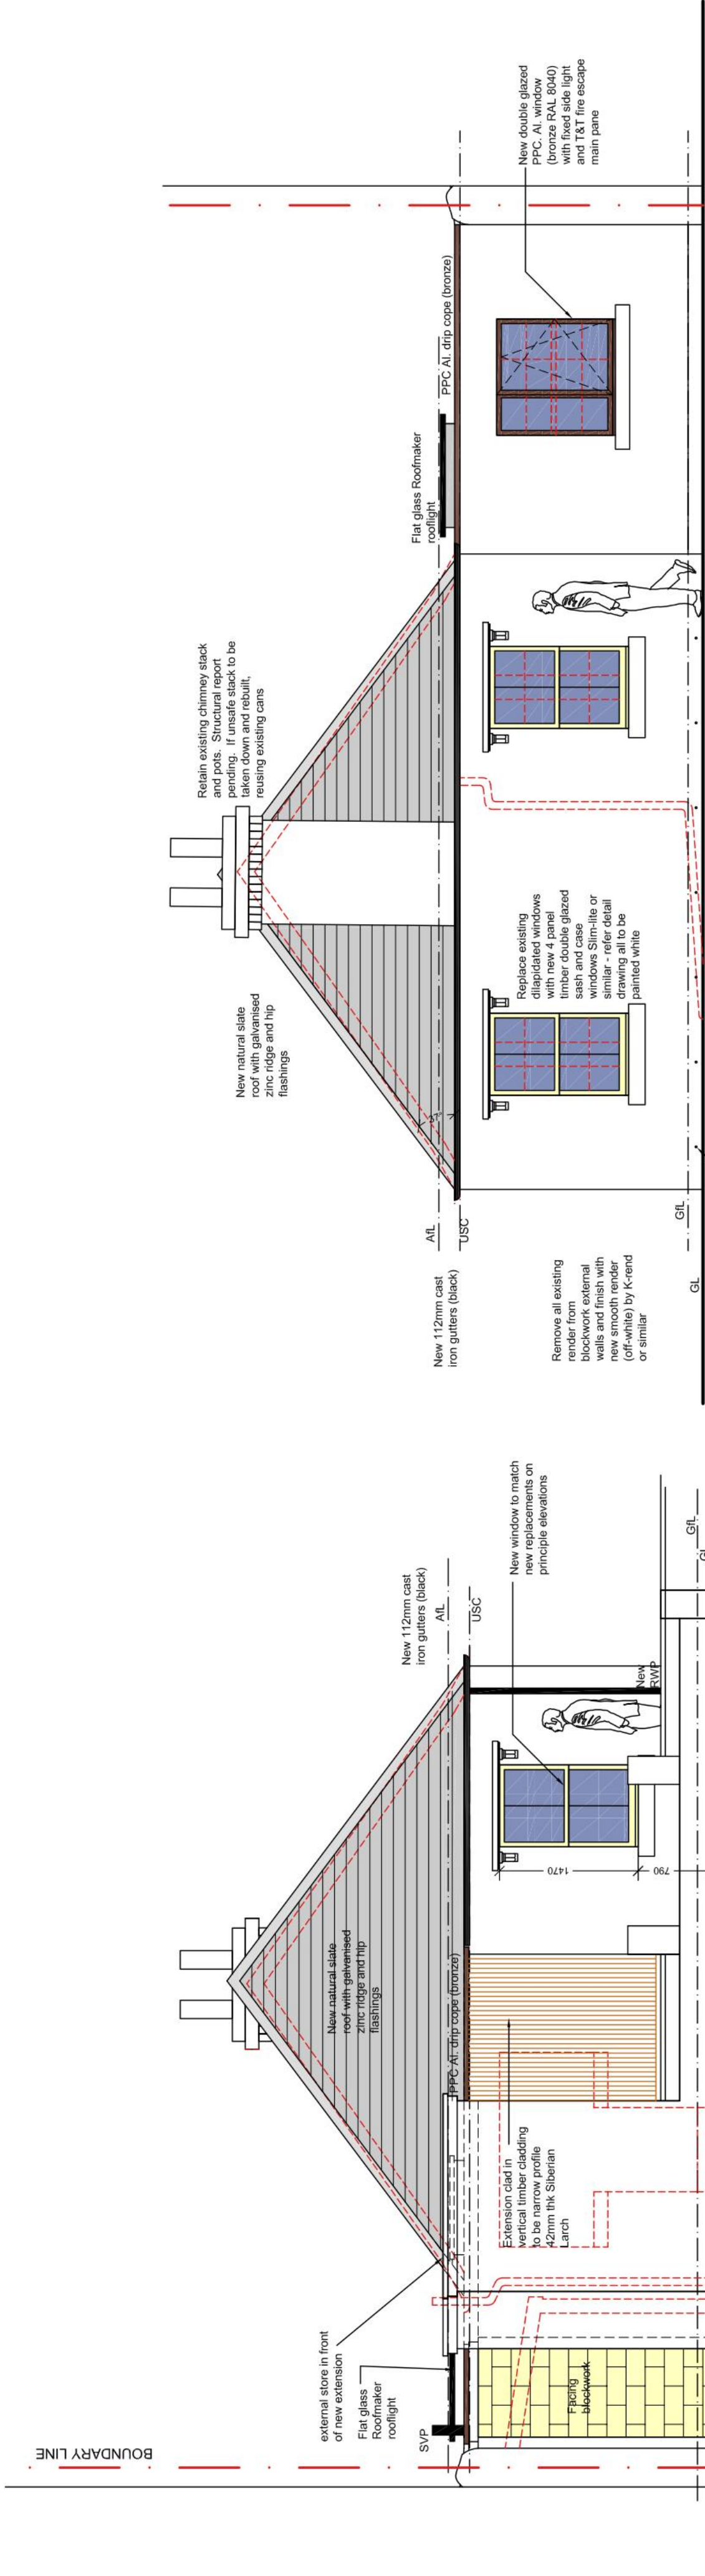 BOUNDARY LINE
SVP
Flat glass
Roofmaker
rooflight
external store in front
of new extension
Facing
blockwork
Extension clad in
vertical timber cladding
to be narrow profile
42mm thk Siberian
Larch
New natural slate
roof with galvanised
zinc ridge and hip
flashings
PPC Al. drip cope (bronze)
1470
790
New
RWP
New 112mm cast
iron gutters (black)
AfL
USC
New window to match
new replacements on
principle elevations
GfL
GL
New 112mm cast
iron gutters (black)
AfL
USC
Remove all existing
render from
blockwork external
walls and finish with
new smooth render
(off-white) by K-rend
or similar
GfL
GL
New natural slate
roof with galvanised
zinc ridge and hip
flashings
37°
Replace existing
dilapidated windows
with new 4 panel
timber double glazed
sash and case
windows Slim-lite or
similar - refer detail
drawing all to be
painted white
Retain existing chimney stack
and pots. Structural report
pending. If unsafe stack to be
taken down and rebuilt,
reusing existing cans
Flat glass Roofmaker
rooflight
PPC Al. drip cope (bronze)
New double glazed
PPC. Al. window
(bronze RAL 8040)
with fixed side light
and T&T fire escape
main pane